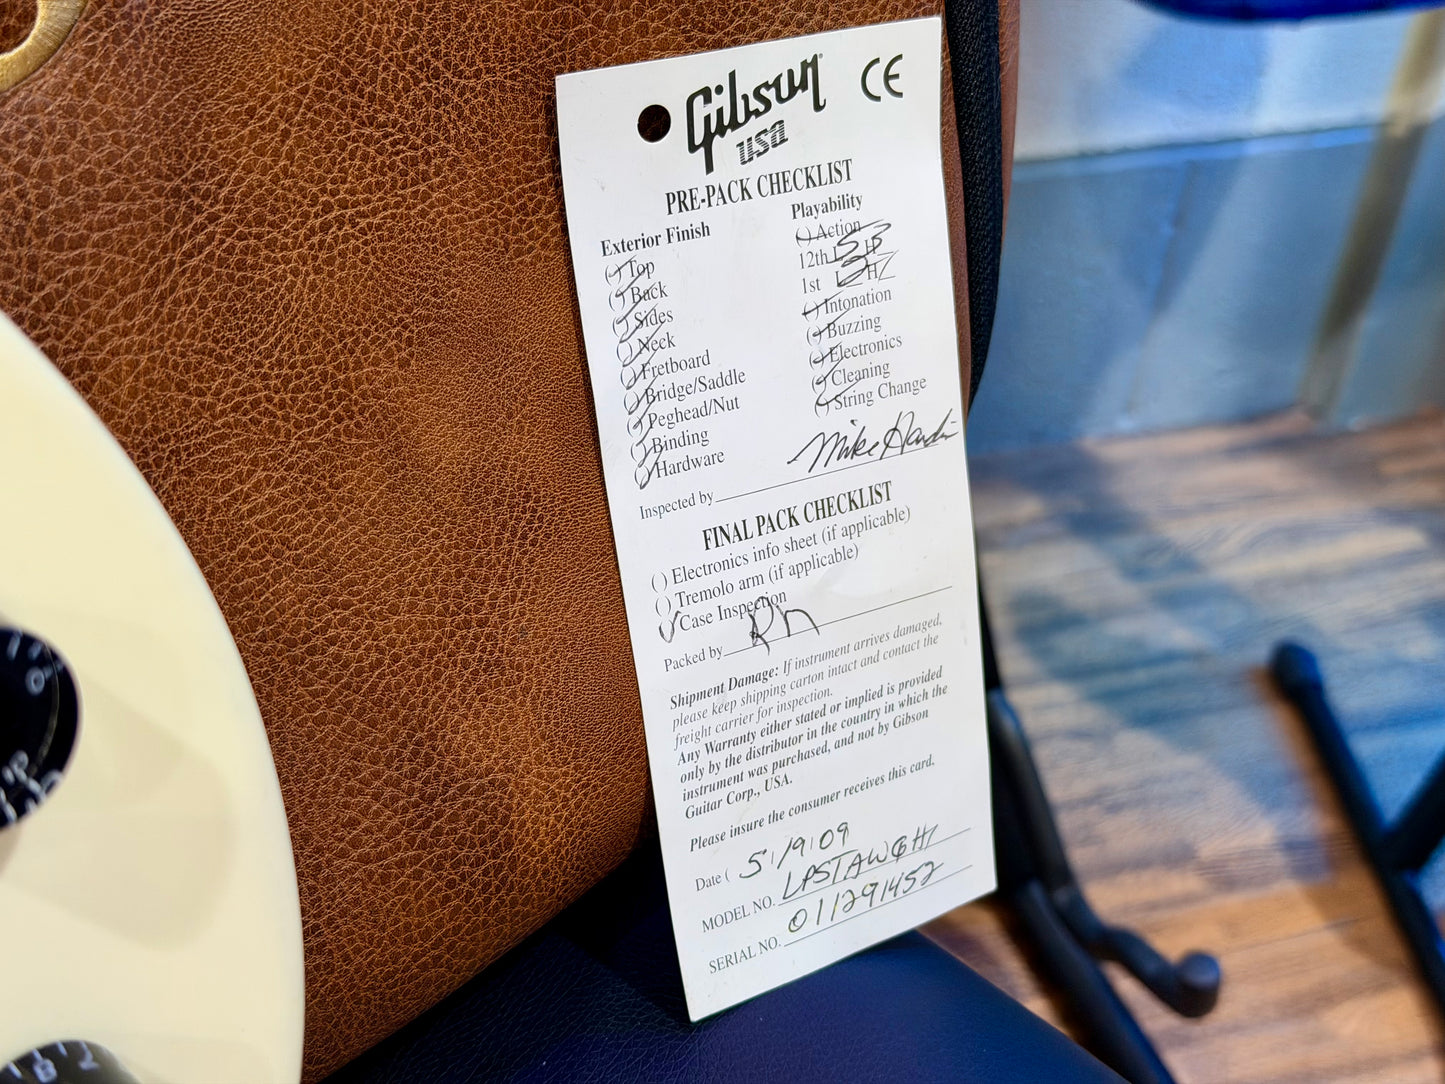 Gibson CE
USA
PRE-PACK CHECKLIST
Exterior Finish
(✓) Top
(✓) Back
(✓) Sides
(✓) Neck
(✓) Fretboard
(✓) Bridge/Saddle
(✓) Peghead/Nut
(✓) Binding
(✓) Hardware
Playability
(✓) Action
12th
1st
(✓) Intonation
(✓) Buzzing
(✓) Electronics
(✓) Cleaning
(✓) String Change
Inspected by Mike
FINAL PACK CHECKLIST
( ) Electronics info sheet (if applicable)
( ) Tremolo arm (if applicable)
(✓) Case Inspection
Packed by
Shipment Damage: If instrument arrives damaged,
please keep shipping carton intact and contact the
freight carrier for inspection.
Any Warranty either stated or implied is provided
only by the distributor in the country in which the
instrument was purchased, and not by Gibson
Guitar Corp., USA.
Please insure the consumer receives this card.
Date ( 5/19/09
MODEL NO. LPSTAWGH1
SERIAL NO. 011291452